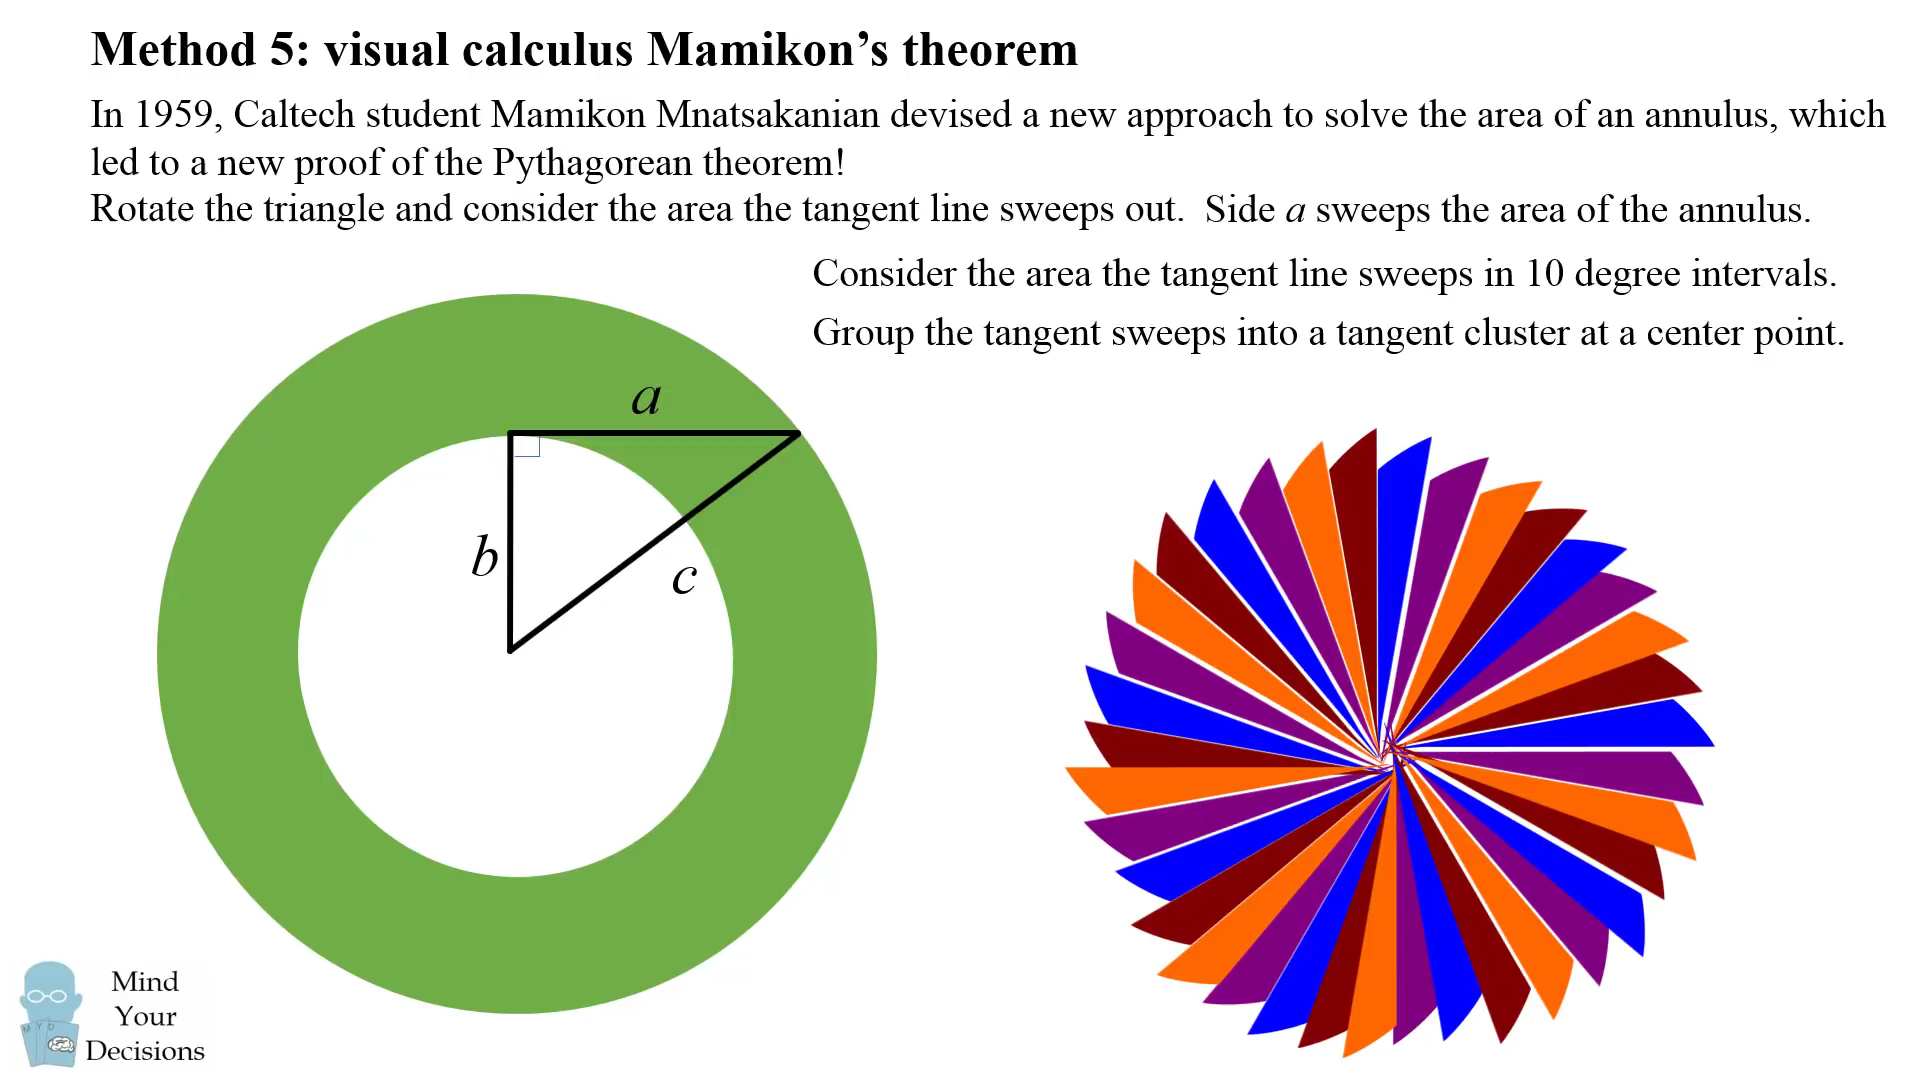 Method 5: visual calculus Mamikon’s theorem
In 1959, Caltech student Mamikon Mnatsakanian devised a new approach to solve the area of an annulus, which
led to a new proof of the Pythagorean theorem!
Rotate the triangle and consider the area the tangent line sweeps out. Side a sweeps the area of the annulus.
Consider the area the tangent line sweeps in 10 degree intervals.
Group the tangent sweeps into a tangent cluster at a center point.
a
b
c
Mind
Your
Decisions
M Y D